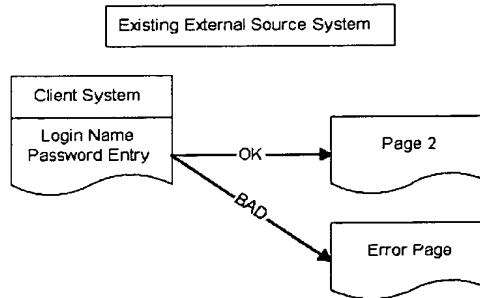 Existing External Source System
Client System
Login Name
Password Entry
OK
Page 2
BAD
Error Page